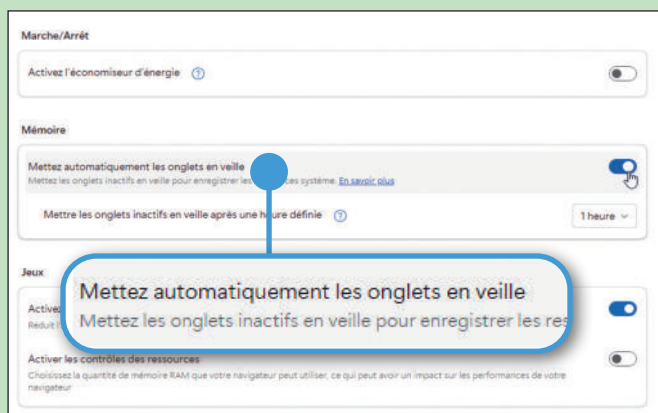 Marche/Arrêt
Activez l'économiseur d'énergie ?
Mémoire
Mettez automatiquement les onglets en veille
Mettez les onglets inactifs en veille pour enregistrer les ces système. En savoir plus
Mettre les onglets inactifs en veille après une heure définie ?
1 heure
Jeux
Mettez automatiquement les onglets en veille
Mettez les onglets inactifs en veille pour enregistrer les res
Activer les contrôles des ressources
Choisissez la quantité de mémoire RAM que votre navigateur peut utiliser, ce qui peut avoir un impact sur les performances de votre
navigateur